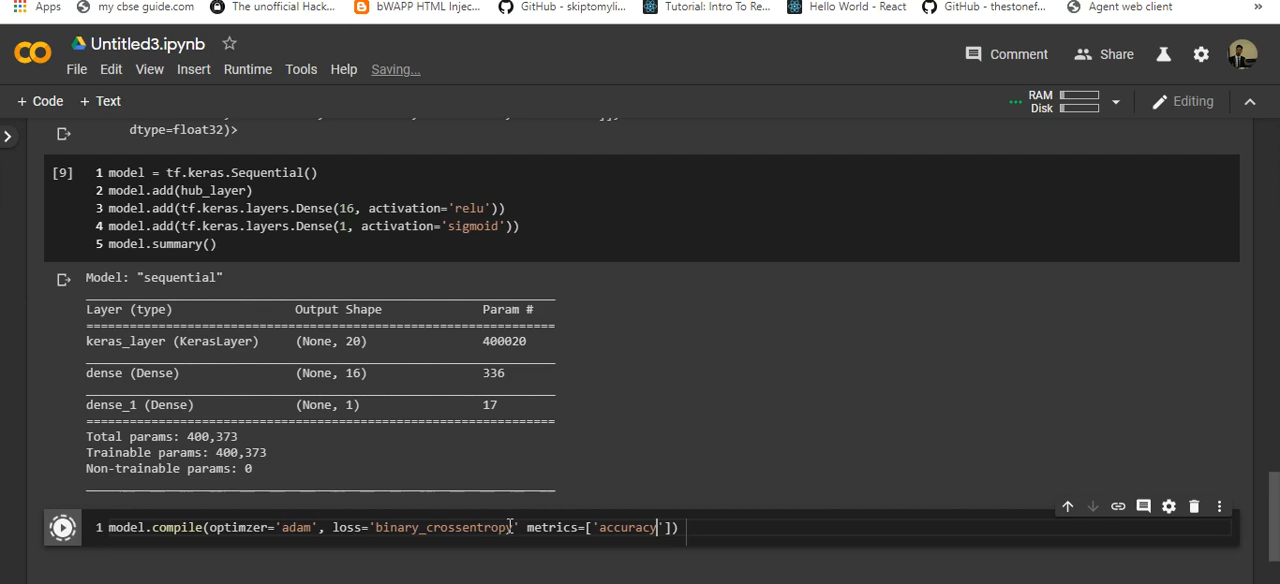 Apps my cbse guide.com The unofficial Hack... bWAPP HTML Injec... GitHub - skiptomyli... Tutorial: Intro To Re... Hello World - React GitHub - thestonef... Agent web client »
Untitled3.ipynb
Comment Share
File Edit View Insert Runtime Tools Help Saving...
+ Code + Text
RAM
Disk
Editing
dtype=float32)>
[9] 1 model = tf.keras.Sequential()
2 model.add(hub_layer)
3 model.add(tf.keras.layers.Dense(16, activation='relu'))
4 model.add(tf.keras.layers.Dense(1, activation='sigmoid'))
5 model.summary()
Model: "sequential"
Layer (type) Output Shape Param #
keras_layer (KerasLayer) (None, 20) 400020
dense (Dense) (None, 16) 336
dense_1 (Dense) (None, 1) 17
Total params: 400,373
Trainable params: 400,373
Non-trainable params: 0
1 model.compile(optimzer='adam', loss='binary_crossentropy' metrics=['accuracy'])